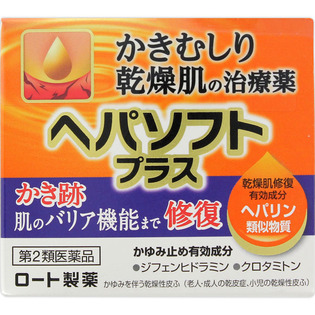 かきむしり
乾燥肌の治療薬
ヘパソフト
プラス
かき跡
肌のバリア機能まで修復
乾燥肌修復
有効成分
ヘパリン
類似物質
第2類医薬品
ロート製薬
かゆみ止め有効成分
●ジフェンヒドラミン ●クロタミトン
かゆみを伴う乾燥性皮ふ(老人・成人の乾皮症、小児の乾燥性皮ふ)